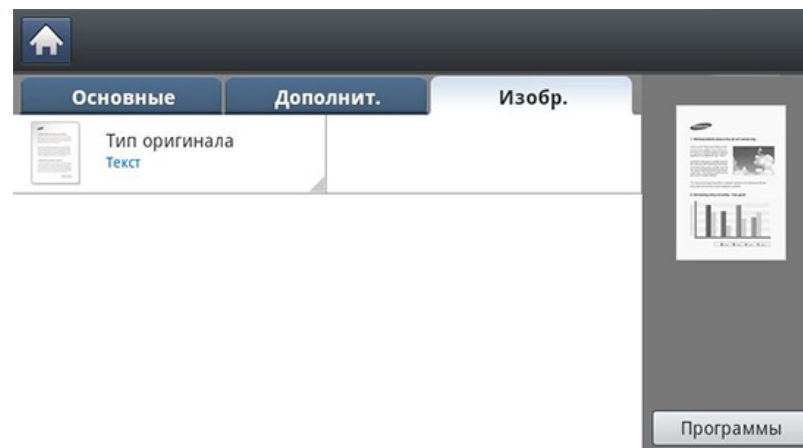 Основные
Дополнит.
Изобр.
Тип оригинала
Текст
Программы